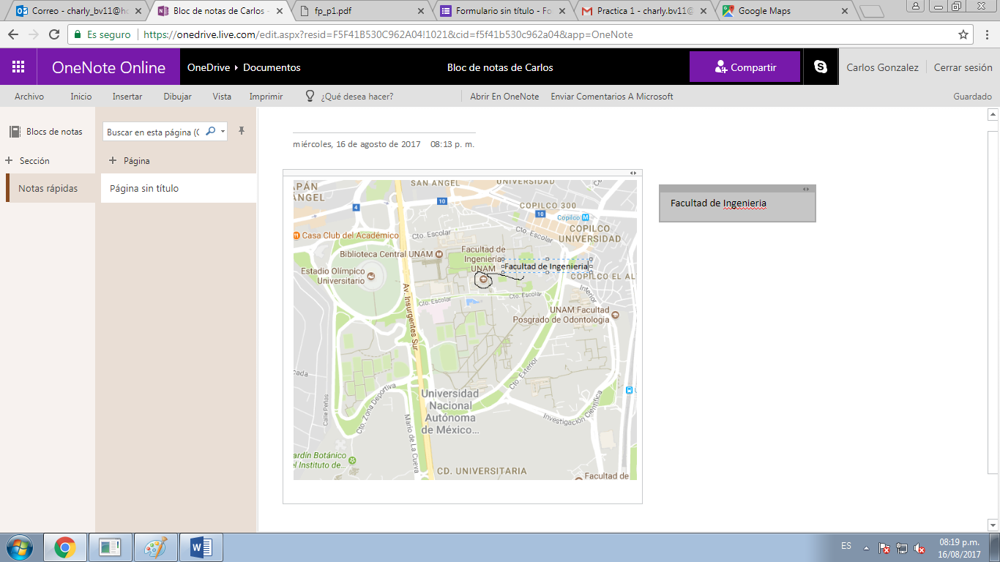 Correo - charly_bv11@ho
Bloc de notas de Carlos -
fp_p1.pdf
Formulario sin título - Fo
Practica 1 - charly.bv11@
Google Maps
Es seguro
https://onedrive.live.com/edit.aspx?resid=F5F41B530C962A04!1021&cid=f5f41b530c962a04&app=OneNote
OneNote Online
OneDrive ▸ Documentos
Bloc de notas de Carlos
Compartir
Carlos Gonzalez
Cerrar sesión
Archivo
Inicio
Insertar
Dibujar
Vista
Imprimir
¿Qué desea hacer?
Abrir En OneNote
Enviar Comentarios A Microsoft
Guardado
Blocs de notas
Buscar en esta página (C
+ Sección
+ Página
Notas rápidas
Página sin título
miércoles, 16 de agosto de 2017 08:13 p. m.
Facultad de Ingenieria
APÁN
ÁNGEL
SAN ANGEL
UNIVERSIDAD
10
4
COPILCO 300
10
Copilco
M
COPILCO
UNIVERSIDAD
Casa Club del Académico
Cto. Escolar
Cto. Escolar
Biblioteca Central UNAM
Facultad de
Ingeniería
UNAM
Facultad de Ingenieria
Estadio Olímpico
Universitario
COPILCO EL AL
Av. Insurgentes Sur
Cto. Escolar
Cto. Escolar
Interior
UNAM Facultad
Posgrado de Odontologia
cada
Calle Peñas
Cto. Exterior
Cto. Zona Deportiva
Universidad
Nacional
Autónoma
de México...
Investigación Científica
Mario de La Cueva
ardín Botánico
el Instituto de...
CD. UNIVERSITARIA
Facultad de
ES
08:19 p.m.
16/08/2017